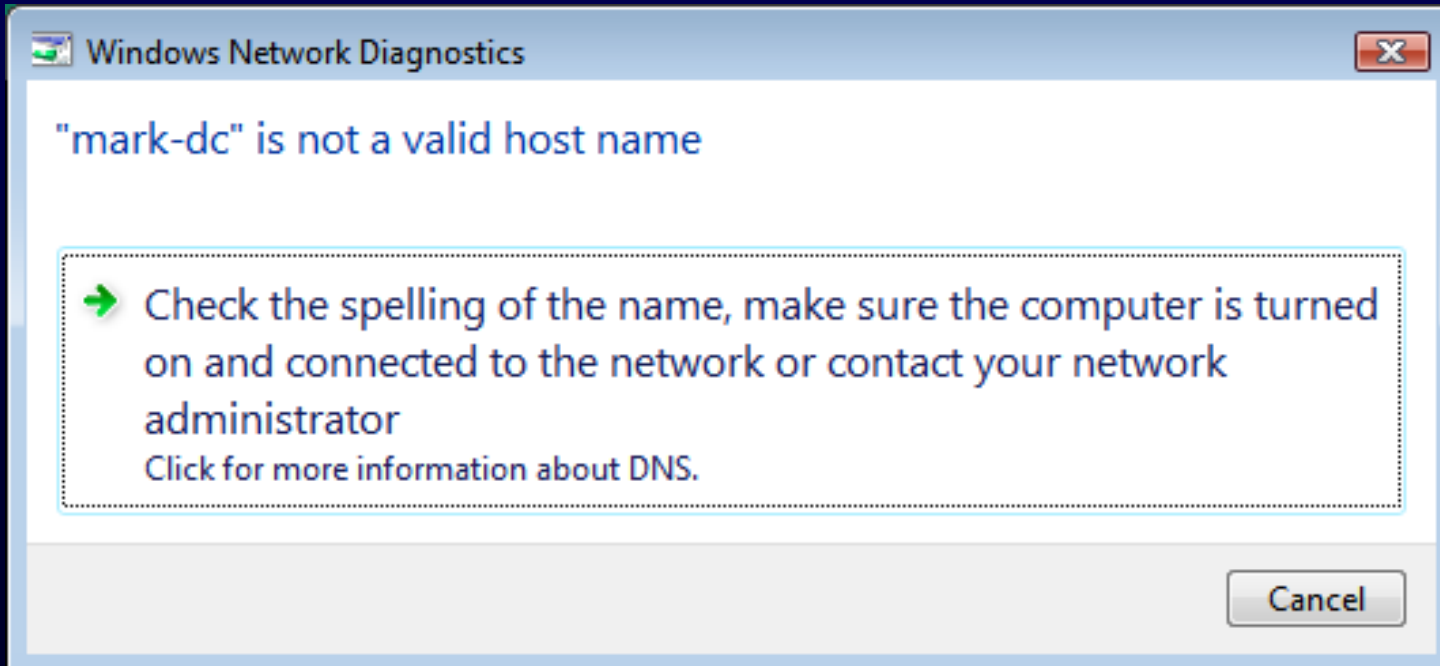 Windows Network Diagnostics
"mark-dc" is not a valid host name
Check the spelling of the name, make sure the computer is turned
on and connected to the network or contact your network
administrator
Click for more information about DNS.
Cancel